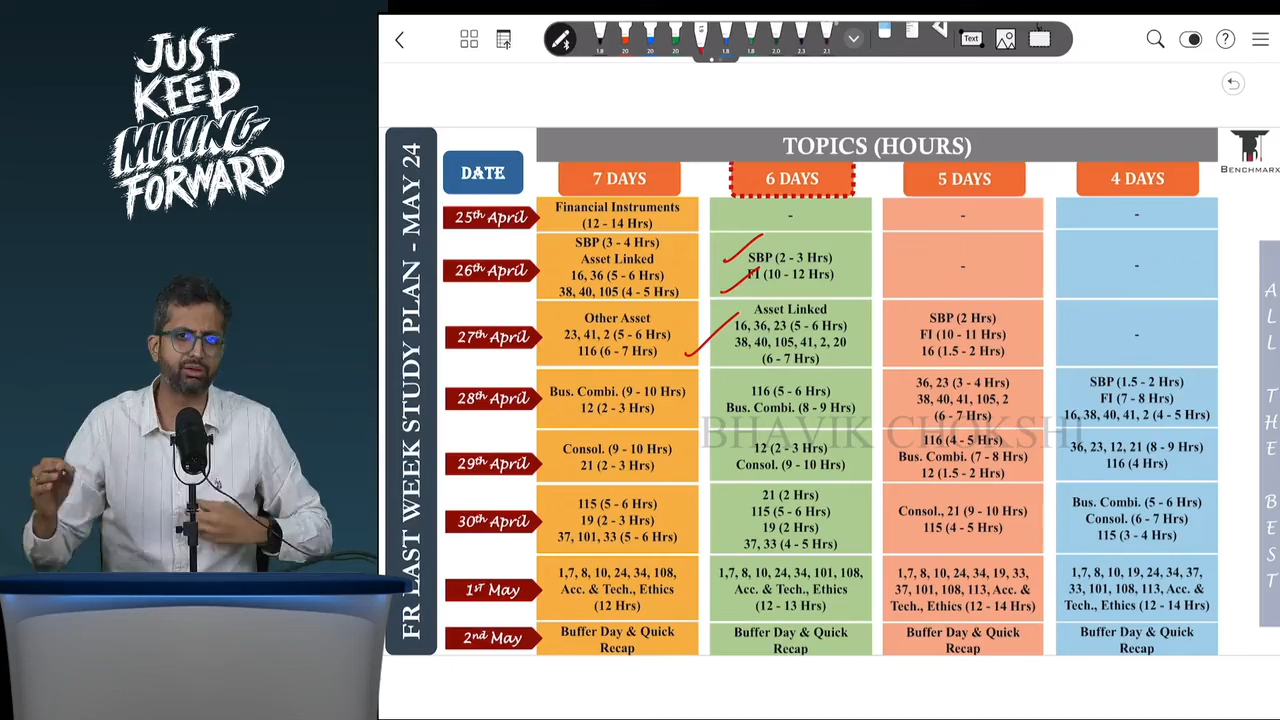 JUST
KEEP
MOVING
FORWARD
1.8 20 20 20 1.8 1.8 2.0 2.3 2.1
Text
?
FR LAST WEEK STUDY PLAN - MAY 24
TOPICS (HOURS)
BENCHMARX
DATE
7 DAYS
6 DAYS
5 DAYS
4 DAYS
25th April
Financial Instruments
(12 - 14 Hrs)
-
-
-
26th April
SBP (3 - 4 Hrs)
Asset Linked
16, 36 (5 - 6 Hrs)
38, 40, 105 (4 - 5 Hrs)
SBP (2 - 3 Hrs)
FI (10 - 12 Hrs)
-
-
27th April
Other Asset
23, 41, 2 (5 - 6 Hrs)
116 (6 - 7 Hrs)
Asset Linked
16, 36, 23 (5 - 6 Hrs)
38, 40, 105, 41, 2, 20
(6 - 7 Hrs)
SBP (2 Hrs)
FI (10 - 11 Hrs)
16 (1.5 - 2 Hrs)
-
28th April
Bus. Combi. (9 - 10 Hrs)
12 (2 - 3 Hrs)
116 (5 - 6 Hrs)
Bus. Combi. (8 - 9 Hrs)
36, 23 (3 - 4 Hrs)
38, 40, 41, 105, 2
(6 - 7 Hrs)
SBP (1.5 - 2 Hrs)
FI (7 - 8 Hrs)
16, 38, 40, 41, 2 (4 - 5 Hrs)
BHAVIK CHOKSHI
29th April
Consol. (9 - 10 Hrs)
21 (2 - 3 Hrs)
12 (2 - 3 Hrs)
Consol. (9 - 10 Hrs)
116 (4 - 5 Hrs)
Bus. Combi. (7 - 8 Hrs)
12 (1.5 - 2 Hrs)
36, 23, 12, 21 (8 - 9 Hrs)
116 (4 Hrs)
30th April
115 (5 - 6 Hrs)
19 (2 - 3 Hrs)
37, 101, 33 (5 - 6 Hrs)
21 (2 Hrs)
115 (5 - 6 Hrs)
19 (2 Hrs)
37, 33 (4 - 5 Hrs)
Consol., 21 (9 - 10 Hrs)
115 (4 - 5 Hrs)
Bus. Combi. (5 - 6 Hrs)
Consol. (6 - 7 Hrs)
115 (3 - 4 Hrs)
1st May
1,7, 8, 10, 24, 34, 108,
Acc. & Tech., Ethics
(12 Hrs)
1,7, 8, 10, 24, 34, 101, 108,
Acc. & Tech., Ethics
(12 - 13 Hrs)
1,7, 8, 10, 24, 34, 19, 33,
37, 101, 108, 113, Acc. &
Tech., Ethics (12 - 14 Hrs)
1,7, 8, 10, 19, 24, 34, 37,
33, 101, 108, 113, Acc. &
Tech., Ethics (12 - 14 Hrs)
2nd May
Buffer Day & Quick
Recap
Buffer Day & Quick
Recap
Buffer Day & Quick
Recap
Buffer Day & Quick
Recap
ALL THE BEST